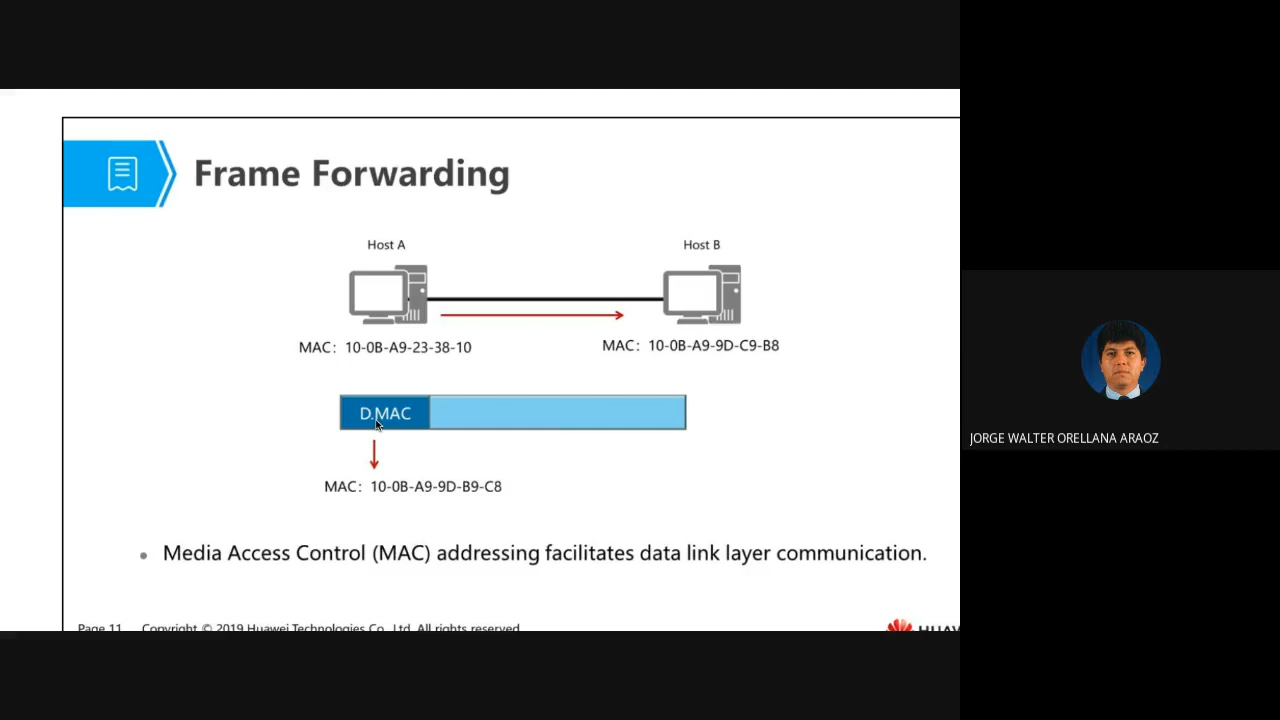 Frame Forwarding
Host A
Host B
MAC: 10-0B-A9-23-38-10
MAC: 10-0B-A9-9D-C9-B8
D.MAC
MAC: 10-0B-A9-9D-B9-C8
• Media Access Control (MAC) addressing facilitates data link layer communication.
Page 11 Copyright © 2019 Huawei Technologies Co., Ltd. All rights reserved.
HUAW
JORGE WALTER ORELLANA ARAOZ